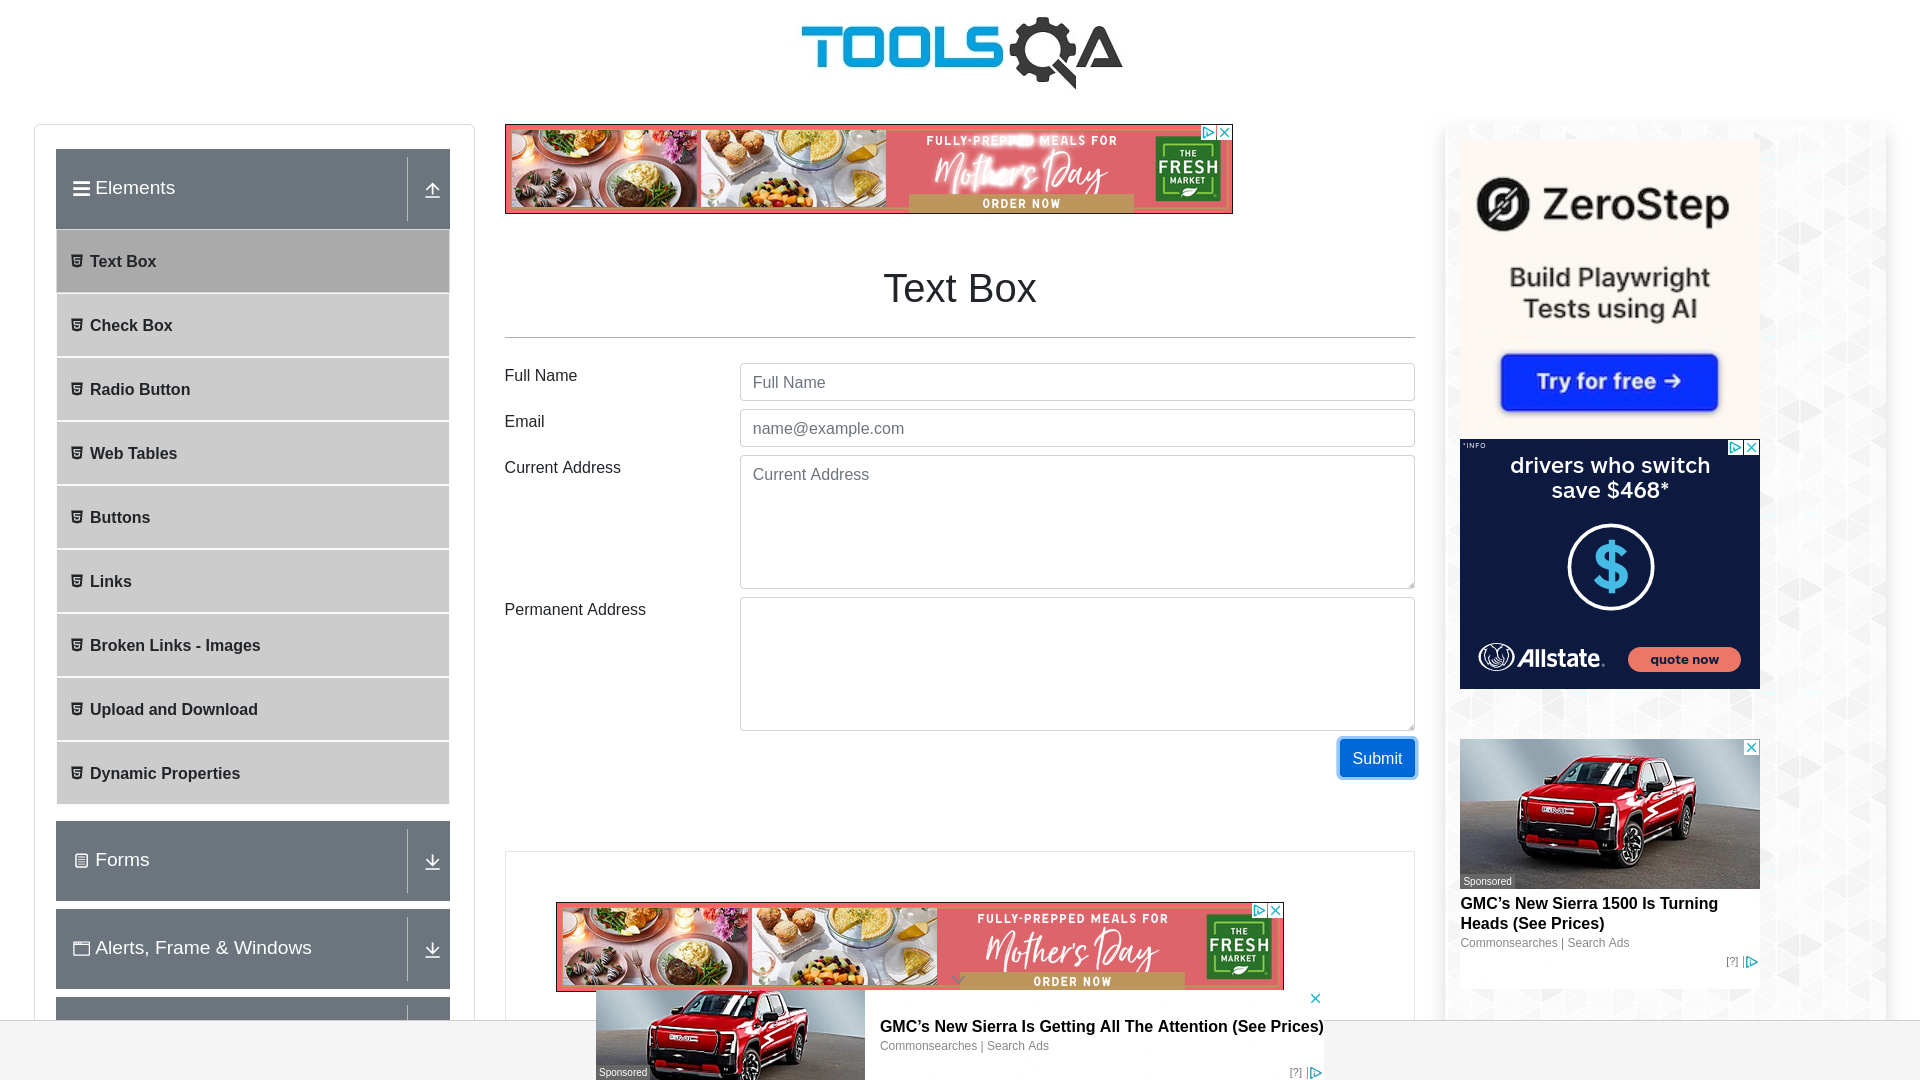 TOOLSQA
Elements
Text Box
Check Box
Radio Button
Web Tables
Buttons
Links
Broken Links - Images
Upload and Download
Dynamic Properties
Forms
Alerts, Frame & Windows
FULLY-PREPPED MEALS FOR
Mother's Day
ORDER NOW
THE
FRESH
MARKET
Text Box
Full Name
Full Name
Email
name@example.com
Current Address
Current Address
Permanent Address
Submit
FULLY-PREPPED MEALS FOR
Mother's Day
ORDER NOW
THE
FRESH
MARKET
GMC
Sponsored
GMC's New Sierra Is Getting All The Attention (See Prices)
Commonsearches | Search Ads
[?]
ZeroStep
Build Playwright
Tests using AI
Try for free →
*INFO
drivers who switch
save $468*
$
Allstate.
quote now
GMC
Sponsored
GMC’s New Sierra 1500 Is Turning
Heads (See Prices)
Commonsearches | Search Ads
[?]